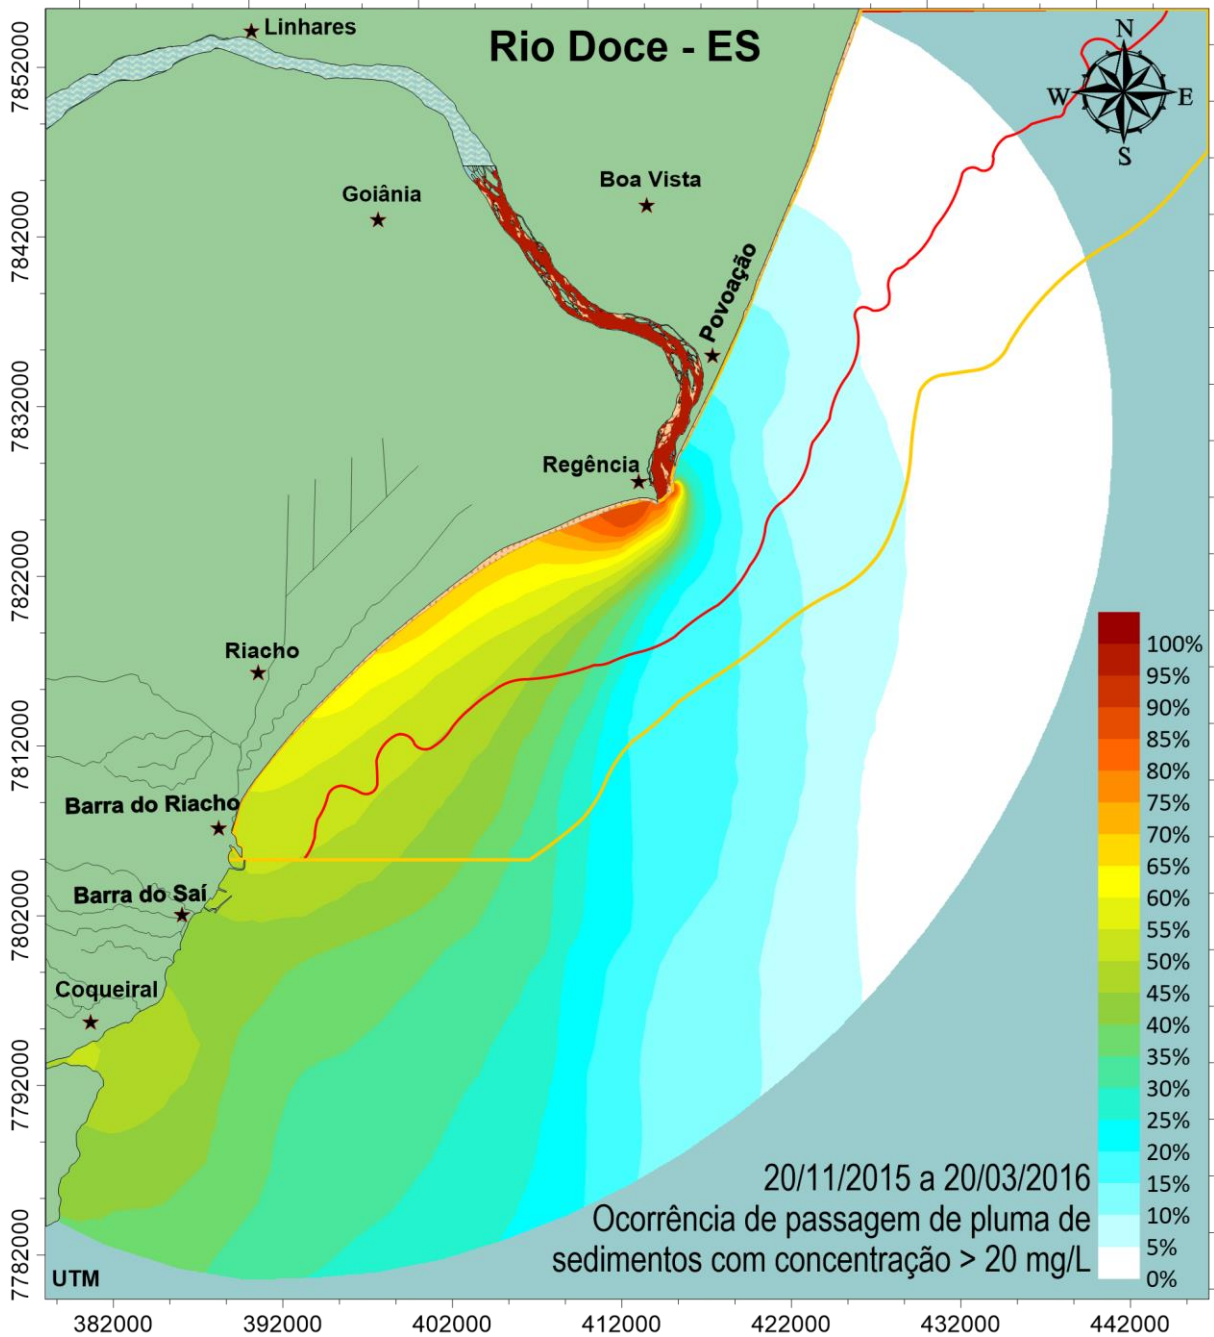 Rio Doce - ES
Linhares
N
W
E
S
Goiânia
Boa Vista
Povoação
Regência
Riacho
Barra do Riacho
Barra do Saí
Coqueiral
7852000
7842000
7832000
7822000
7812000
7802000
7792000
7782000
100%
95%
90%
85%
80%
75%
70%
65%
60%
55%
50%
45%
40%
35%
30%
25%
20%
15%
10%
5%
0%
20/11/2015 a 20/03/2016
Ocorrência de passagem de pluma de
sedimentos com concentração > 20 mg/L
UTM
382000 392000 402000 412000 422000 432000 442000